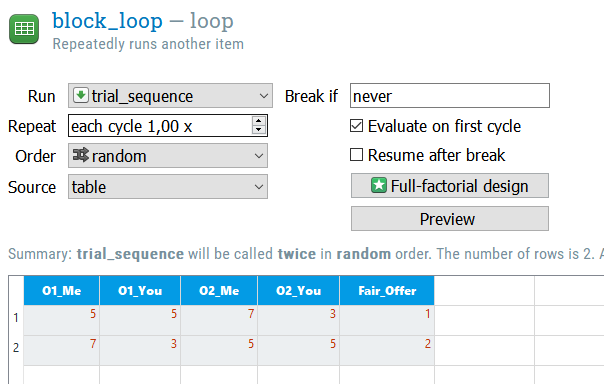 block_loop — loop
Repeatedly runs another item
Run trial_sequence Break if never
Repeat each cycle 1,00 x Evaluate on first cycle
Order random Resume after break
Source table Full-factorial design
Preview
Summary: trial_sequence will be called twice in random order. The number of rows is 2. A
O1_Me O1_You O2_Me O2_You Fair_Offer
1 5 5 7 3 1
2 7 3 5 5 2